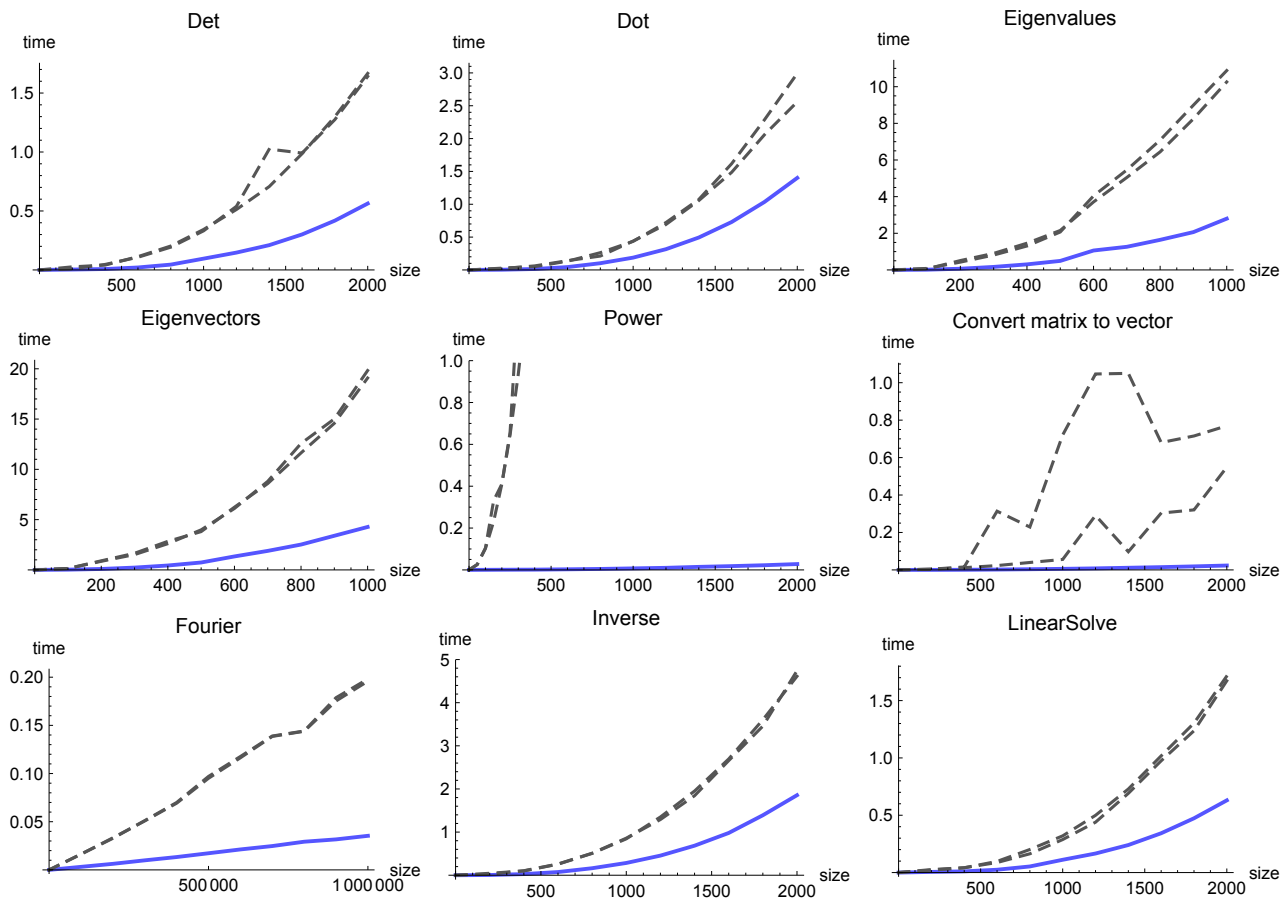 Det
time
1.5
1.0
0.5
500
1000
1500
2000
size
Dot
time
3.0
2.5
2.0
1.5
1.0
0.5
500
1000
1500
2000
size
Eigenvalues
time
10
8
6
4
2
200
400
600
800
1000
size
Eigenvectors
time
20
15
10
5
200
400
600
800
1000
size
Power
time
1.0
0.8
0.6
0.4
0.2
500
1000
1500
2000
size
Convert matrix to vector
time
1.0
0.8
0.6
0.4
0.2
500
1000
1500
2000
size
Fourier
time
0.20
0.15
0.10
0.05
500 000
1000 000
size
Inverse
time
5
4
3
2
1
500
1000
1500
2000
size
LinearSolve
time
1.5
1.0
0.5
500
1000
1500
2000
size